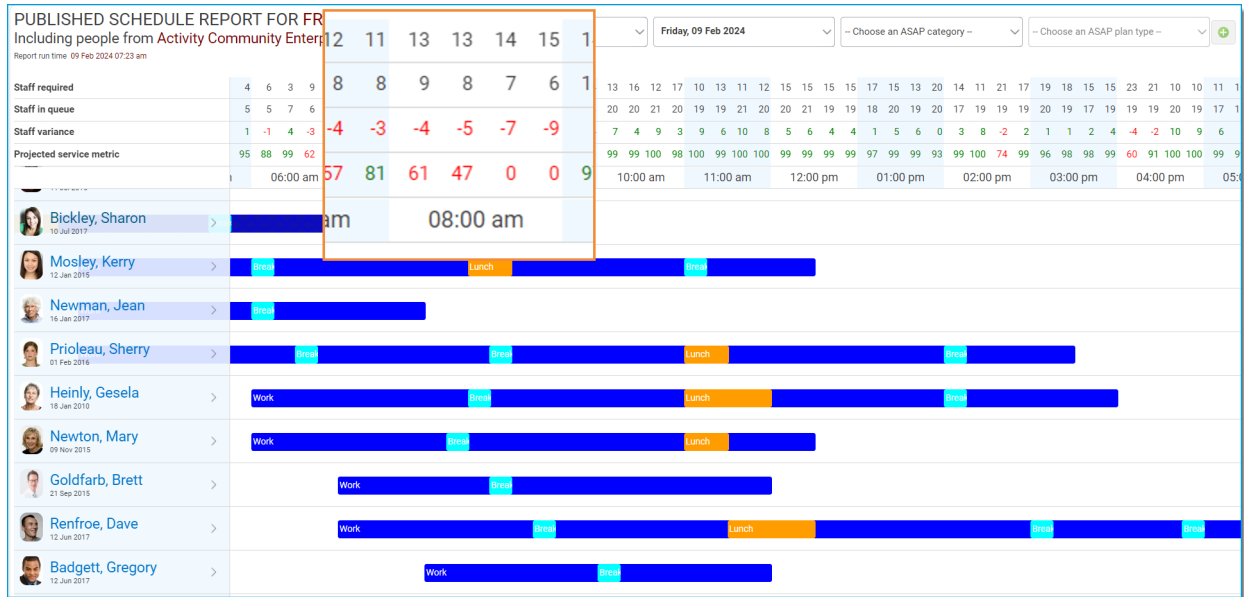 PUBLISHED SCHEDULE REPORT FOR FR
Including people from Activity Community Enterp
Report run time 09 Feb 2024 07:23 am
Friday, 09 Feb 2024
-- Choose an ASAP category --
-- Choose an ASAP plan type --
12 11 13 13 14 15
8 8 9 8 7 6
-4 -3 -4 -5 -7 -9
57 81 61 47 0 0 9
am 08:00 am
Staff required 4 6 3 9 13 16 12 17 10 13 11 12 15 15 15 15 17 15 13 20 14 11 21 17 19 18 15 15 23 21 10 10 11
Staff in queue 5 5 7 6 20 20 21 20 19 19 21 20 20 21 19 19 18 20 19 20 17 19 19 19 20 19 17 19 19 19 20 19 17
Staff variance 1 -1 4 -3 7 4 9 3 9 6 10 8 5 6 4 4 1 5 6 0 3 8 -2 2 1 1 2 4 -4 -2 10 9 6
Projected service metric 95 88 99 62 99 99 100 98 100 99 100 100 99 99 99 99 97 99 99 93 99 100 74 99 96 98 98 99 60 91 100 100 99
06:00 am 10:00 am 11:00 am 12:00 pm 01:00 pm 02:00 pm 03:00 pm 04:00 pm 05:
Bickley, Sharon
10 Jul 2017
Mosley, Kerry
12 Jan 2015
Break Lunch Break
Newman, Jean
16 Jan 2017
Break
Prioleau, Sherry
01 Feb 2016
Break Break Lunch Break
Heinly, Gesela
18 Jan 2010
Work Break Lunch Break
Newton, Mary
09 Nov 2015
Work Break Lunch
Goldfarb, Brett
21 Sep 2015
Work Break
Renfroe, Dave
12 Jun 2017
Work Break Lunch Break Break
Badgett, Gregory
12 Jun 2017
Work Break